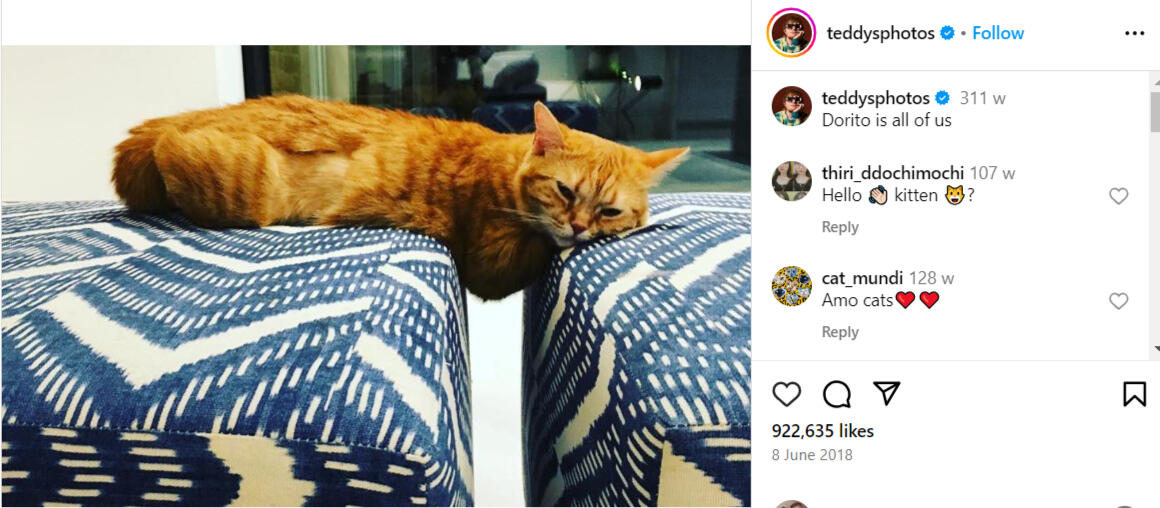 teddysphotos • Follow
teddysphotos 311 w
Dorito is all of us
thiri_ddochimochi 107 w
Hello 👏🏻 kitten 😺?
Reply
cat_mundi 128 w
Amo cats❤️❤️
Reply
922,635 likes
8 June 2018